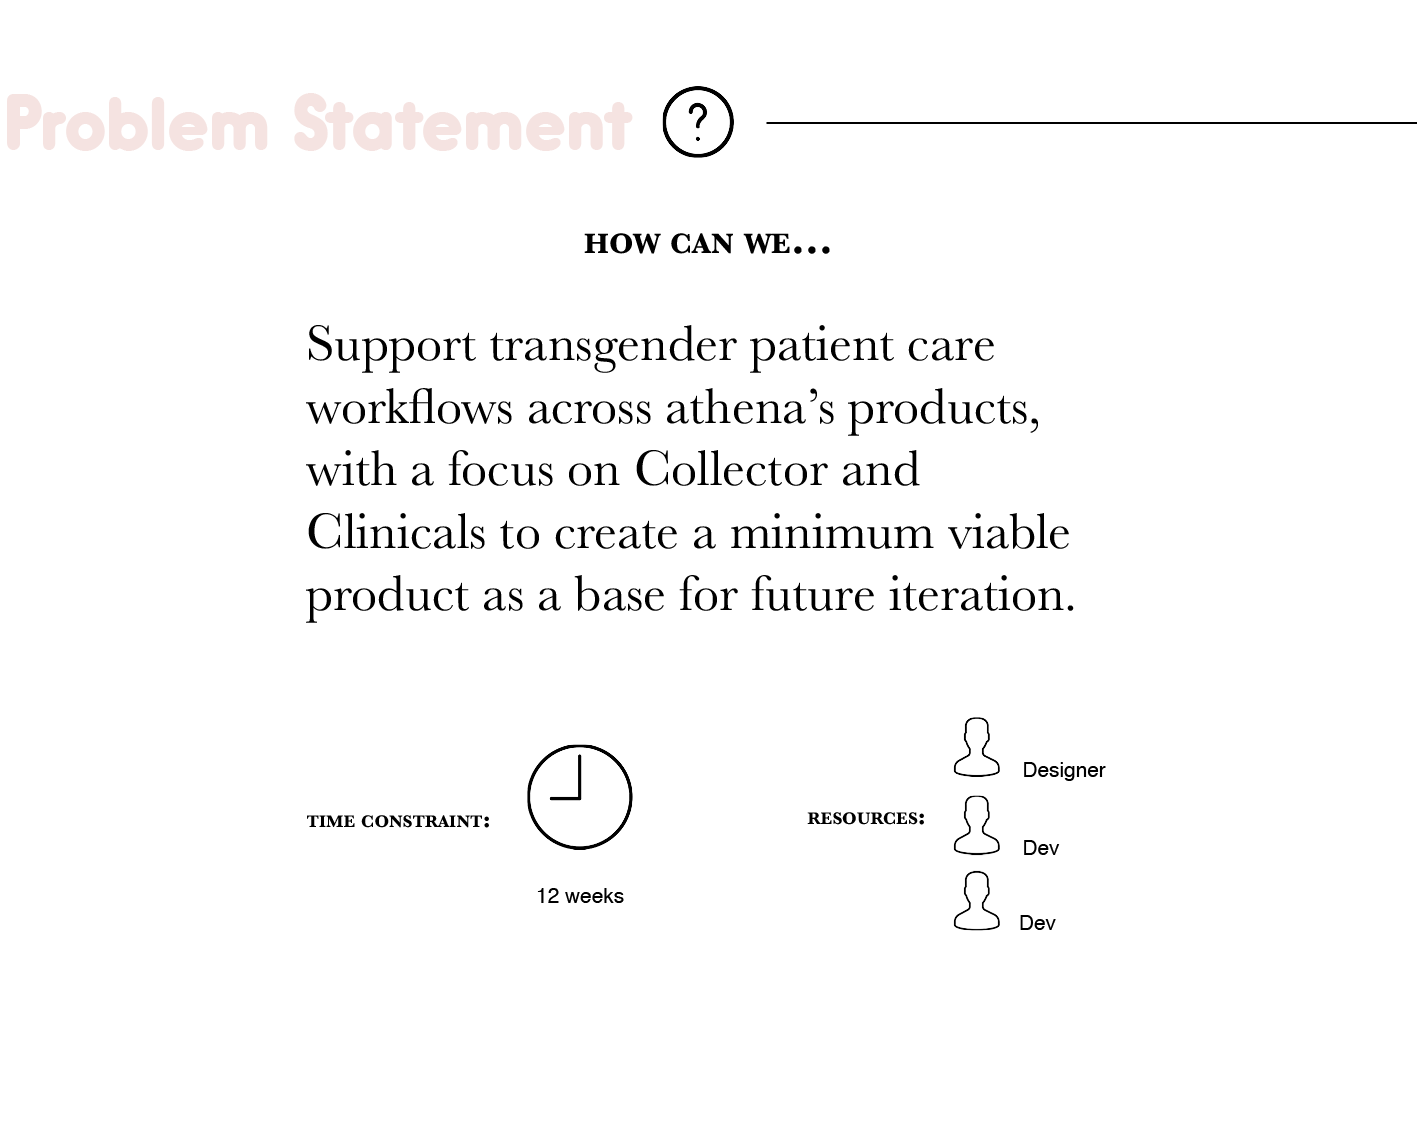 Problem Statement
?
HOW CAN WE...
Support transgender patient care
workflows across athena’s products,
with a focus on Collector and
Clinicals to create a minimum viable
product as a base for future iteration.
TIME CONSTRAINT:
12 weeks
RESOURCES:
Designer
Dev
Dev